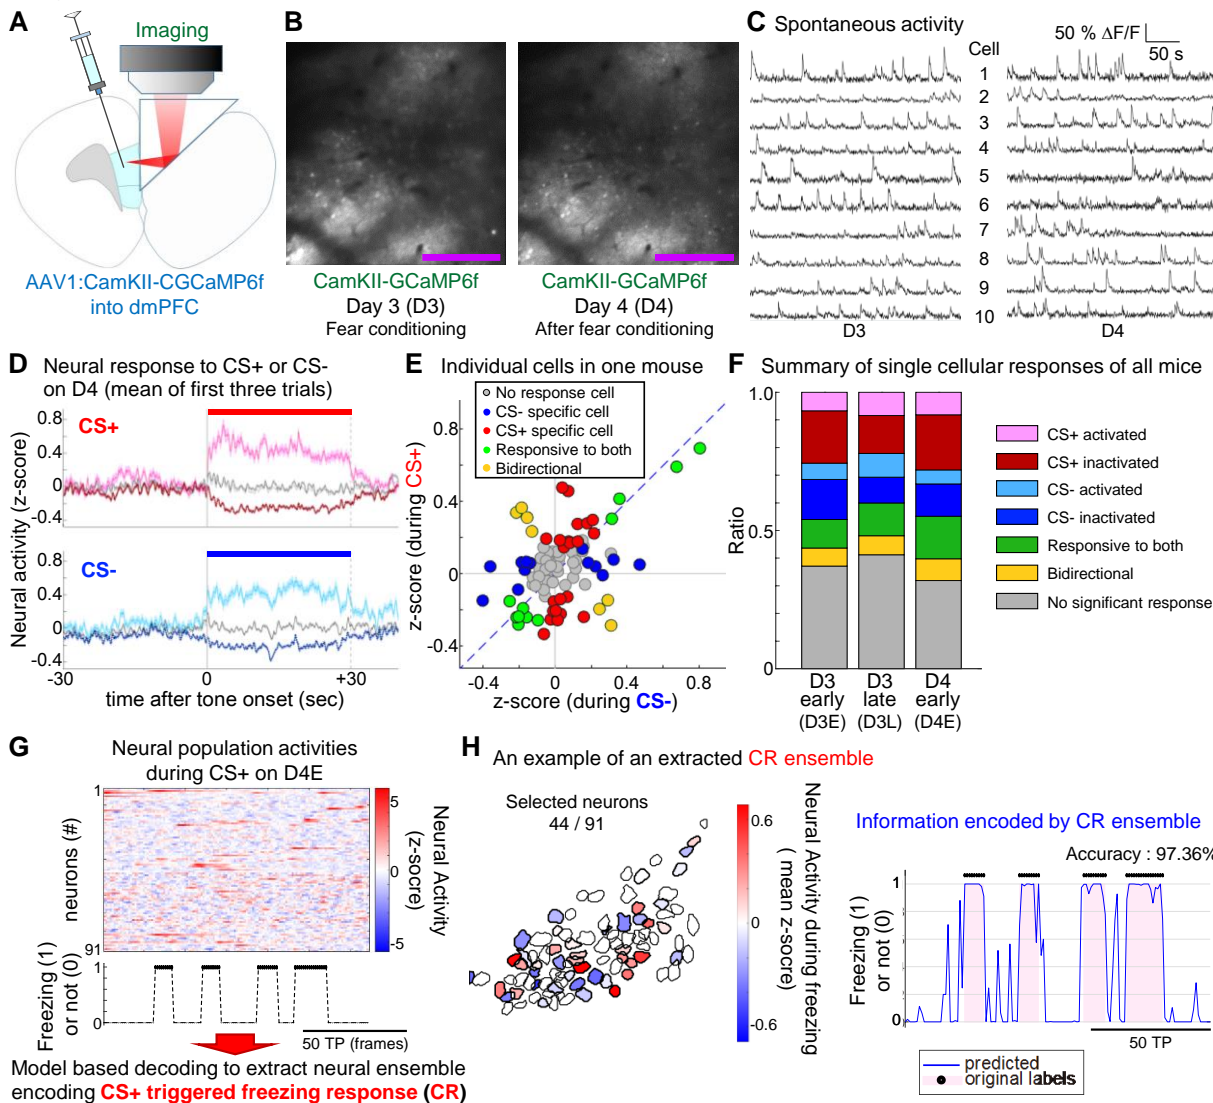 A
Imaging
AAV1:CamKII-CGCaMP6f
into dmPFC
B
CamKII-GCaMP6f
Day 3 (D3)
Fear conditioning
CamKII-GCaMP6f
Day 4 (D4)
After fear conditioning
C Spontaneous activity
50 % ΔF/F
50 s
Cell
1
2
3
4
5
6
7
8
9
10
D3
D4
D Neural response to CS+ or CS-
on D4 (mean of first three trials)
Neural activity (z-score)
0.8
CS+
0.4
0
-0.4
0.8
CS-
0.4
0
-0.4
-30
0
+30
time after tone onset (sec)
E Individual cells in one mouse
No response cell
CS- specific cell
CS+ specific cell
Responsive to both
Bidirectional
z-score (during CS+)
0.8
0.4
0
-0.4
-0.4
0
0.4
0.8
z-score (during CS-)
F Summary of single cellular responses of all mice
Ratio
1.0
0.5
0
D3 early (D3E)
D3 late (D3L)
D4 early (D4E)
CS+ activated
CS+ inactivated
CS- activated
CS- inactivated
Responsive to both
Bidirectional
No significant response
G
Neural population activities
during CS+ on D4E
neurons (#)
1
91
5
0
-5
Neural Activity
(z-socre)
Freezing (1)
or not (0)
1
0
50 TP (frames)
Model based decoding to extract neural ensemble
encoding CS+ triggered freezing response (CR)
H An example of an extracted CR ensemble
Selected neurons
44 / 91
0.6
0
-0.6
Neural Activity during freezing
( mean z-socre)
Information encoded by CR ensemble
Accuracy : 97.36%
Freezing (1)
or not (0)
1
0
50 TP
predicted
original labels